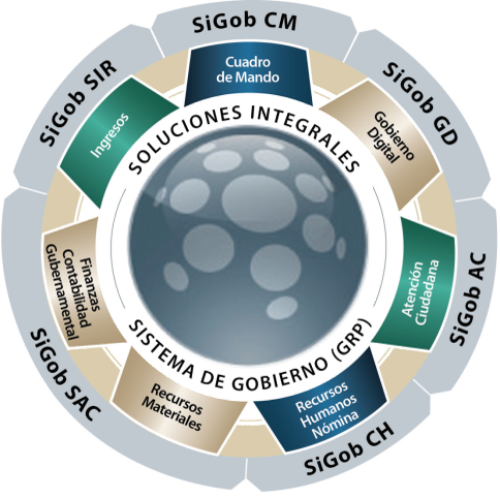 SiGob CM
Cuadro
de Mando
SiGob GD
Gobierno
Digital
SiGob AC
Atención
Ciudadana
SiGob CH
Recursos
Humanos
Nómina
SiGob SAC
Recursos
Materiales
Finanzas
Contabilidad
Gubernamental
SiGob SIR
Ingresos
SOLUCIONES INTEGRALES
SISTEMA DE GOBIERNO (GRP)